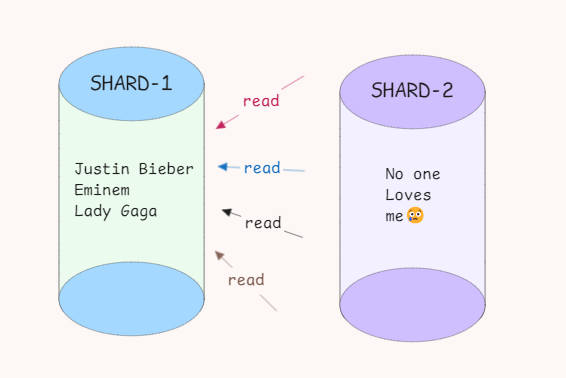 SHARD-1
Justin Bieber
Eminem
Lady Gaga
read
read
read
read
SHARD-2
No one
Loves
me😢